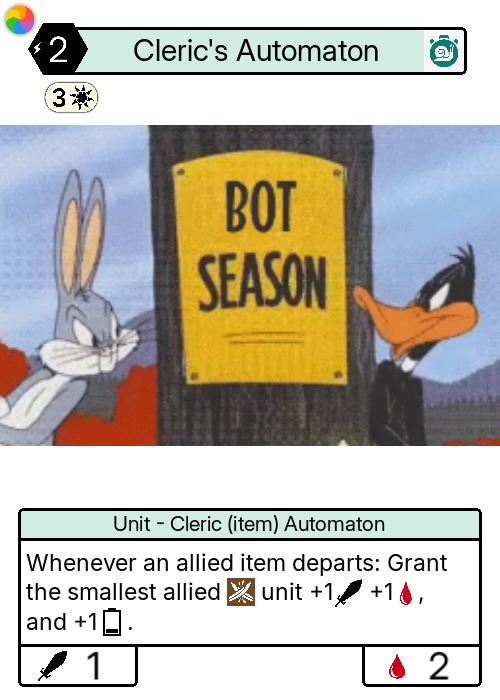 2 Cleric's Automaton
3
BOT
SEASON
Unit - Cleric (item) Automaton
Whenever an allied item departs: Grant
the smallest allied unit +1 +1 ,
and +1 .
1 2